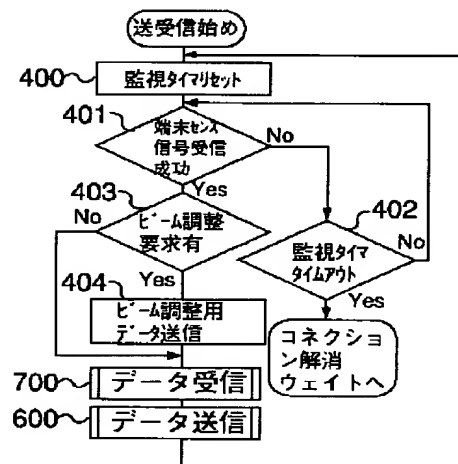 送受信始め
400
監視タイマリセット
401
端末センス
信号受信
成功
No
Yes
403
No
ビーム調整
要求有
Yes
402
監視タイマ
タイムアウト
No
Yes
404
ビーム調整用
データ送信
コネクショ
ン解消
ウェイトへ
700
データ受信
600
データ送信